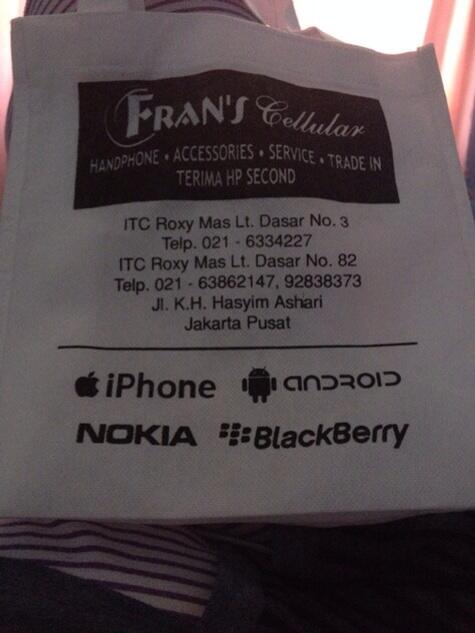 FRAN'S Cellular
HANDPHONE • ACCESSORIES • SERVICE • TRADE IN
TERIMA HP SECOND
ITC Roxy Mas Lt. Dasar No. 3
Telp. 021 - 6334227
ITC Roxy Mas Lt. Dasar No. 82
Telp. 021 - 63862147, 92838373
Jl. K.H. Hasyim Ashari
Jakarta Pusat
iPhone ANDROID
NOKIA BlackBerry